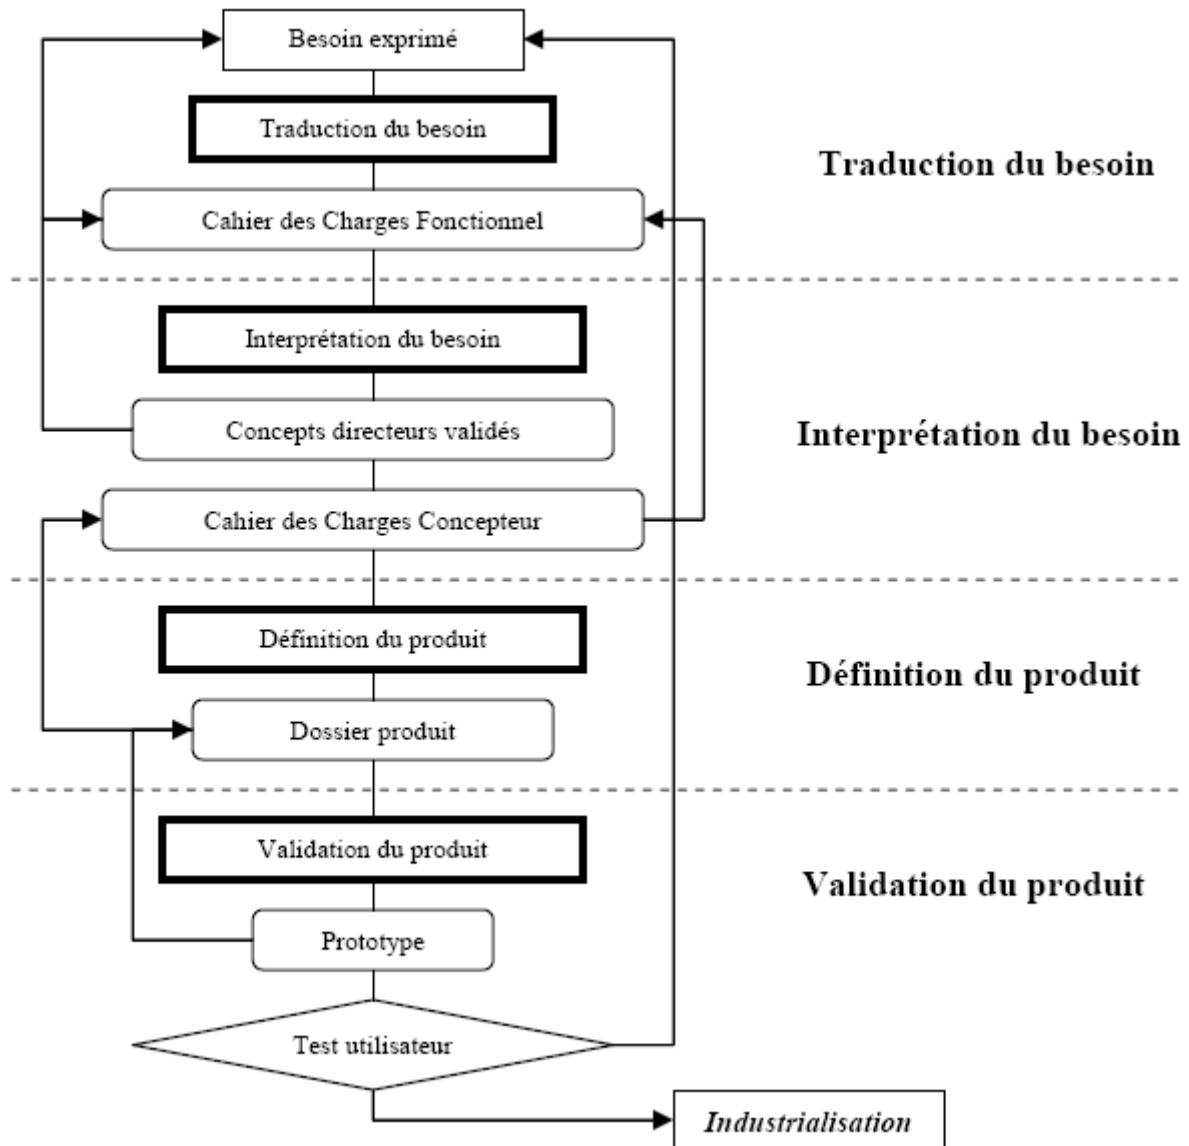 Besoin exprimé
Traduction du besoin
Traduction du besoin
Cahier des Charges Fonctionnel
Interprétation du besoin
Concepts directeurs validés
Interprétation du besoin
Cahier des Charges Concepteur
Définition du produit
Définition du produit
Dossier produit
Validation du produit
Validation du produit
Prototype
Test utilisateur
Industrialisation